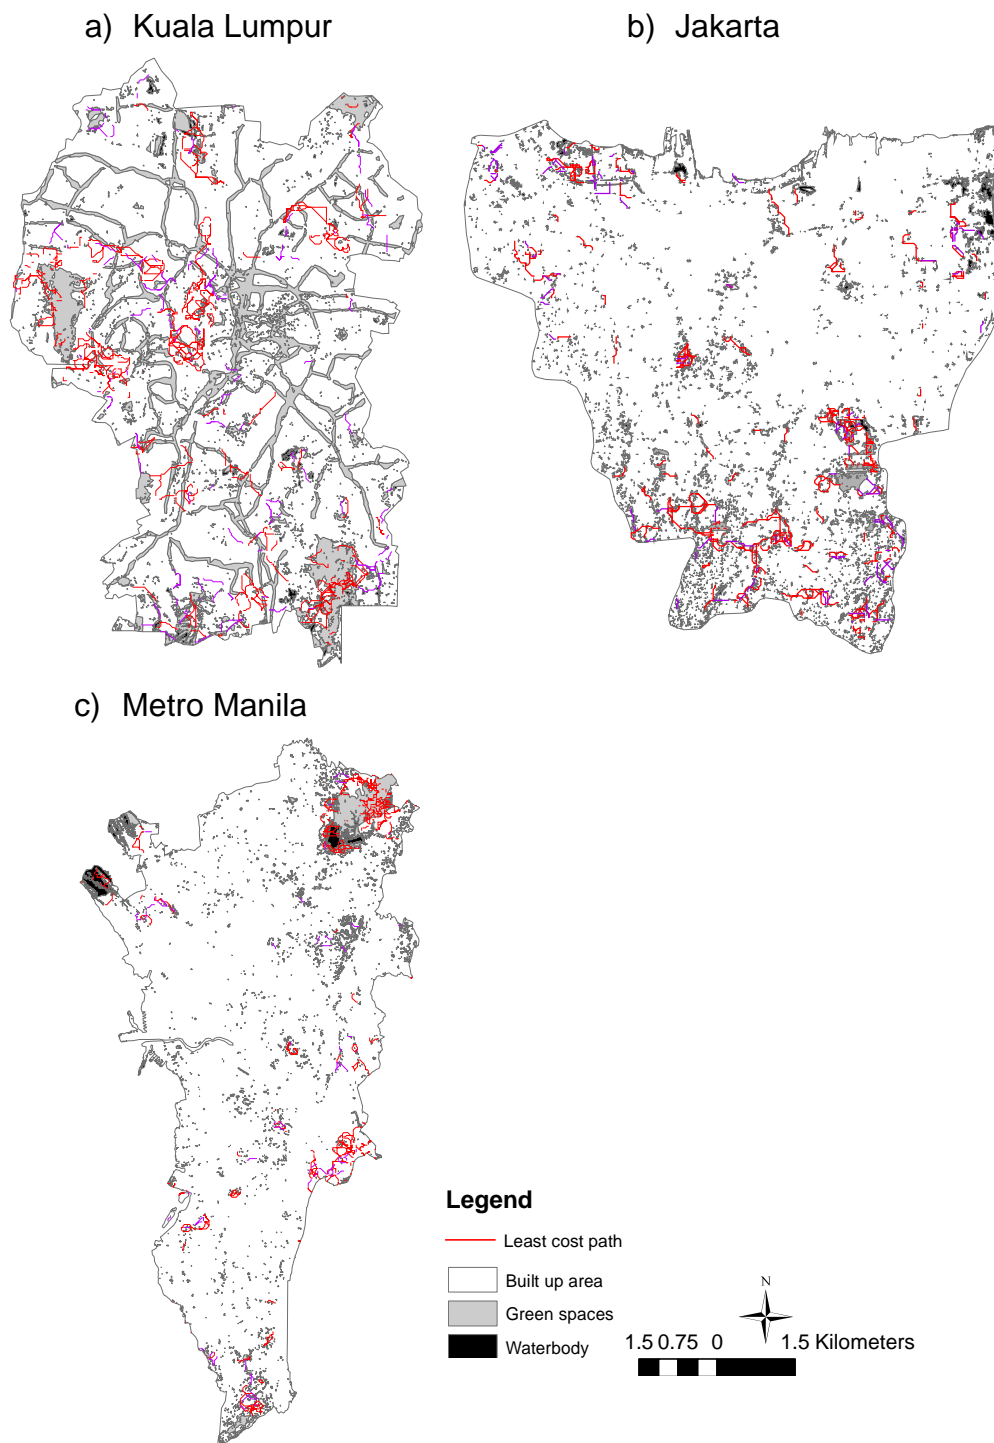 a) Kuala Lumpur
b) Jakarta
c) Metro Manila
Legend
Least cost path
Built up area
Green spaces
Waterbody
N
1.5 0.75 0 1.5 Kilometers